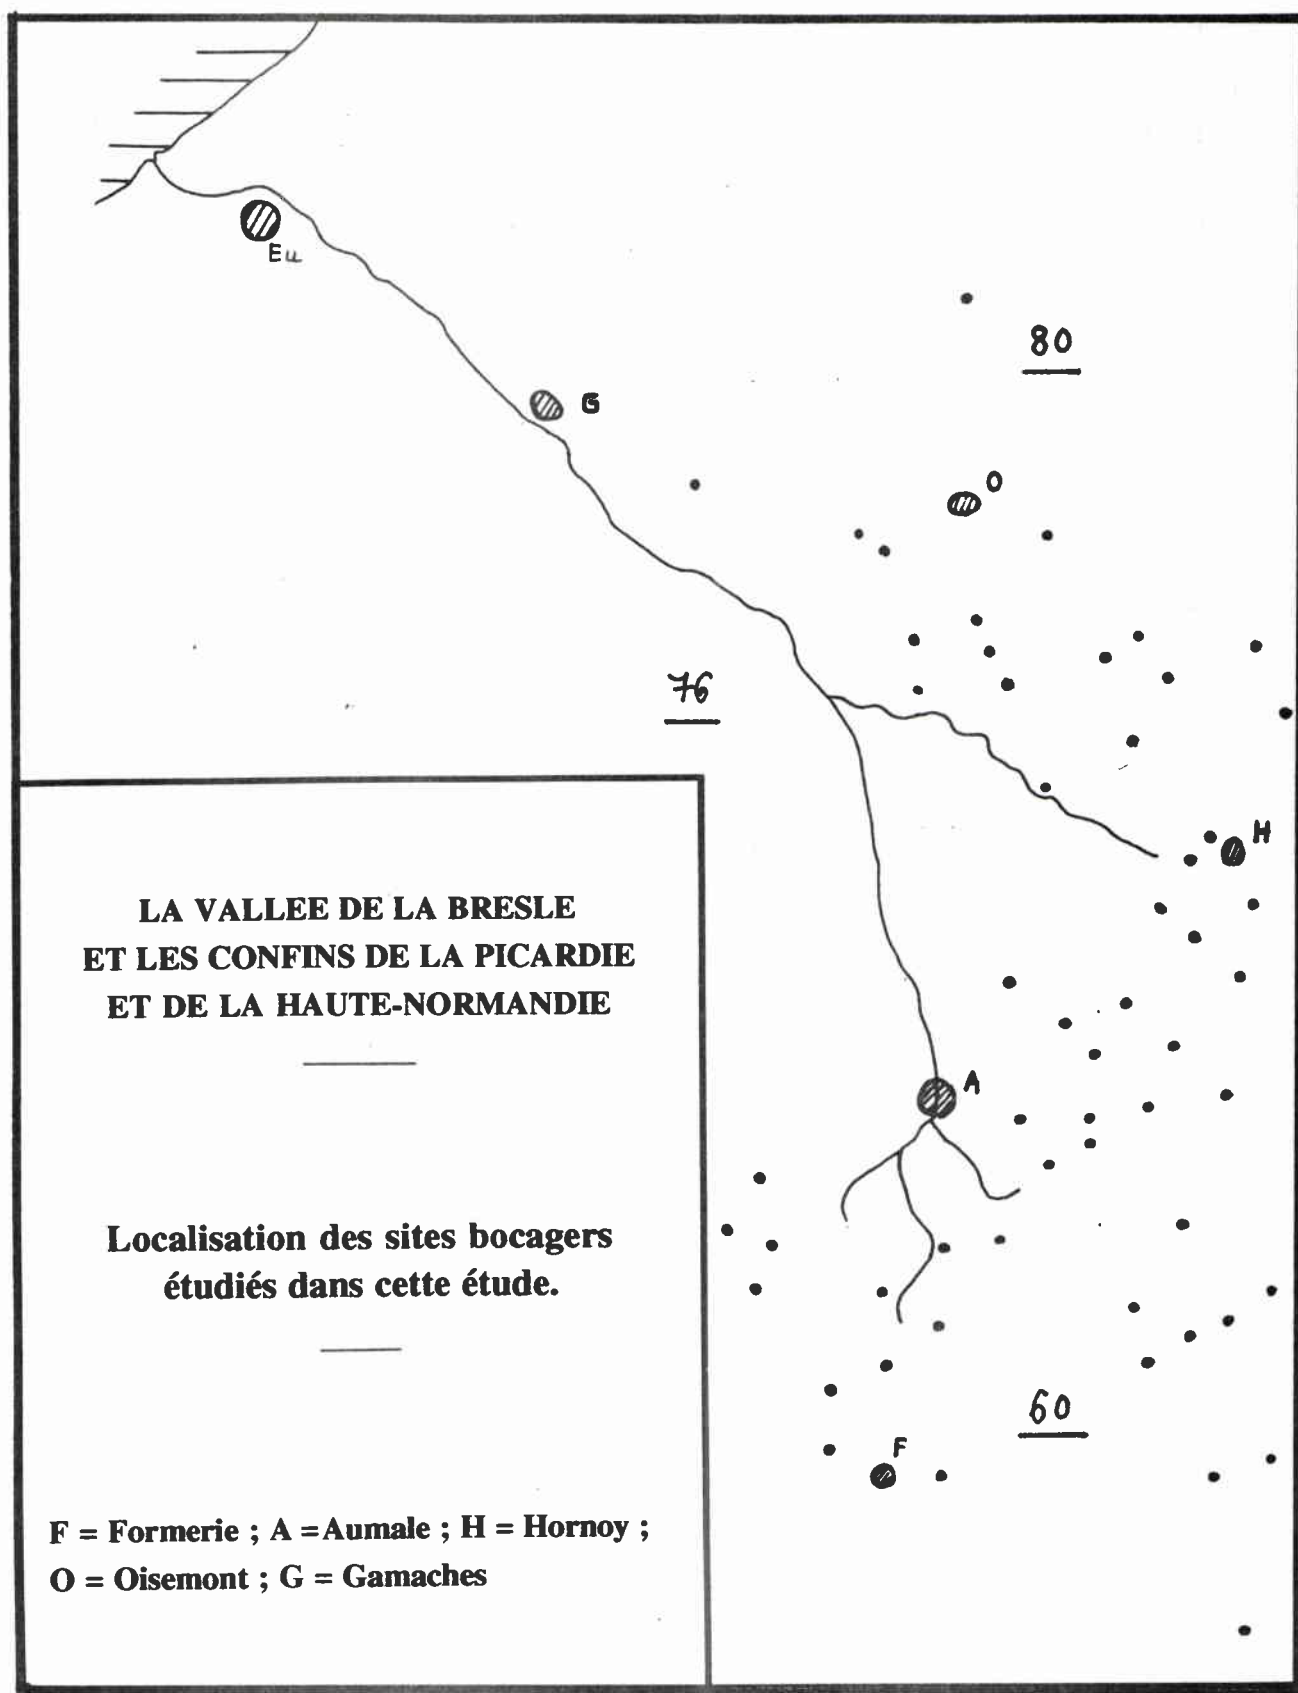 Eu
80
G
O
76
H
LA VALLEE DE LA BRESLE
ET LES CONFINS DE LA PICARDIE
ET DE LA HAUTE-NORMANDIE
A
Localisation des sites bocagers
étudiés dans cette étude.
60
F
F = Formerie ; A =Aumale ; H = Hornoy ;
O = Oisemont ; G = Gamaches